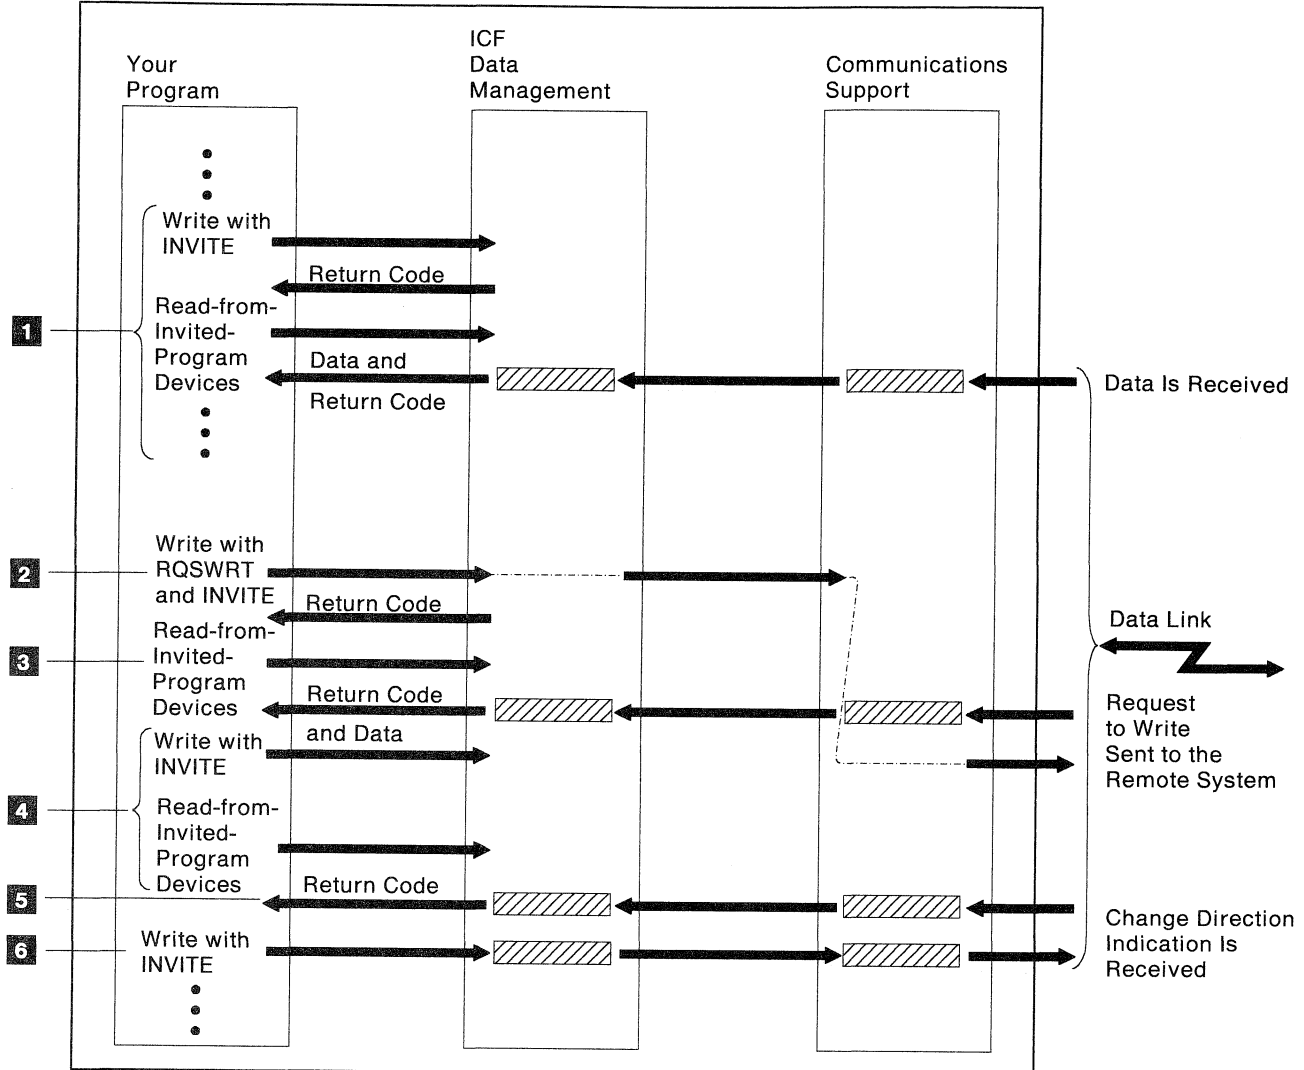 Your
Program
ICF
Data
Management
Communications
Support
1
Write with
INVITE
Return Code
Read-from-
Invited-
Program
Devices
Data and
Return Code
Data Is Received
2
Write with
RQSWRT
and INVITE
Return Code
3
Read-from-
Invited-
Program
Devices
Return Code
and Data
Data Link
Request
to Write
Sent to the
Remote System
4
Write with
INVITE
Read-from-
Invited-
Program
Devices
5
Return Code
6
Write with
INVITE
Change Direction
Indication Is
Received